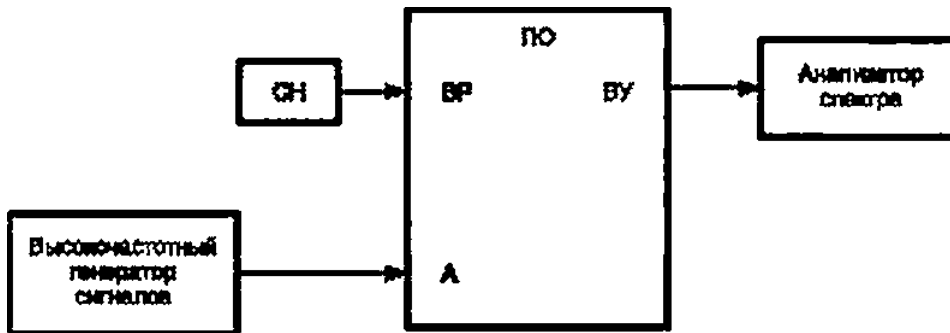 ПО
СН
ВР
ВУ
Анализатор
спектра
Высокочастотный
генератор
сигналов
А